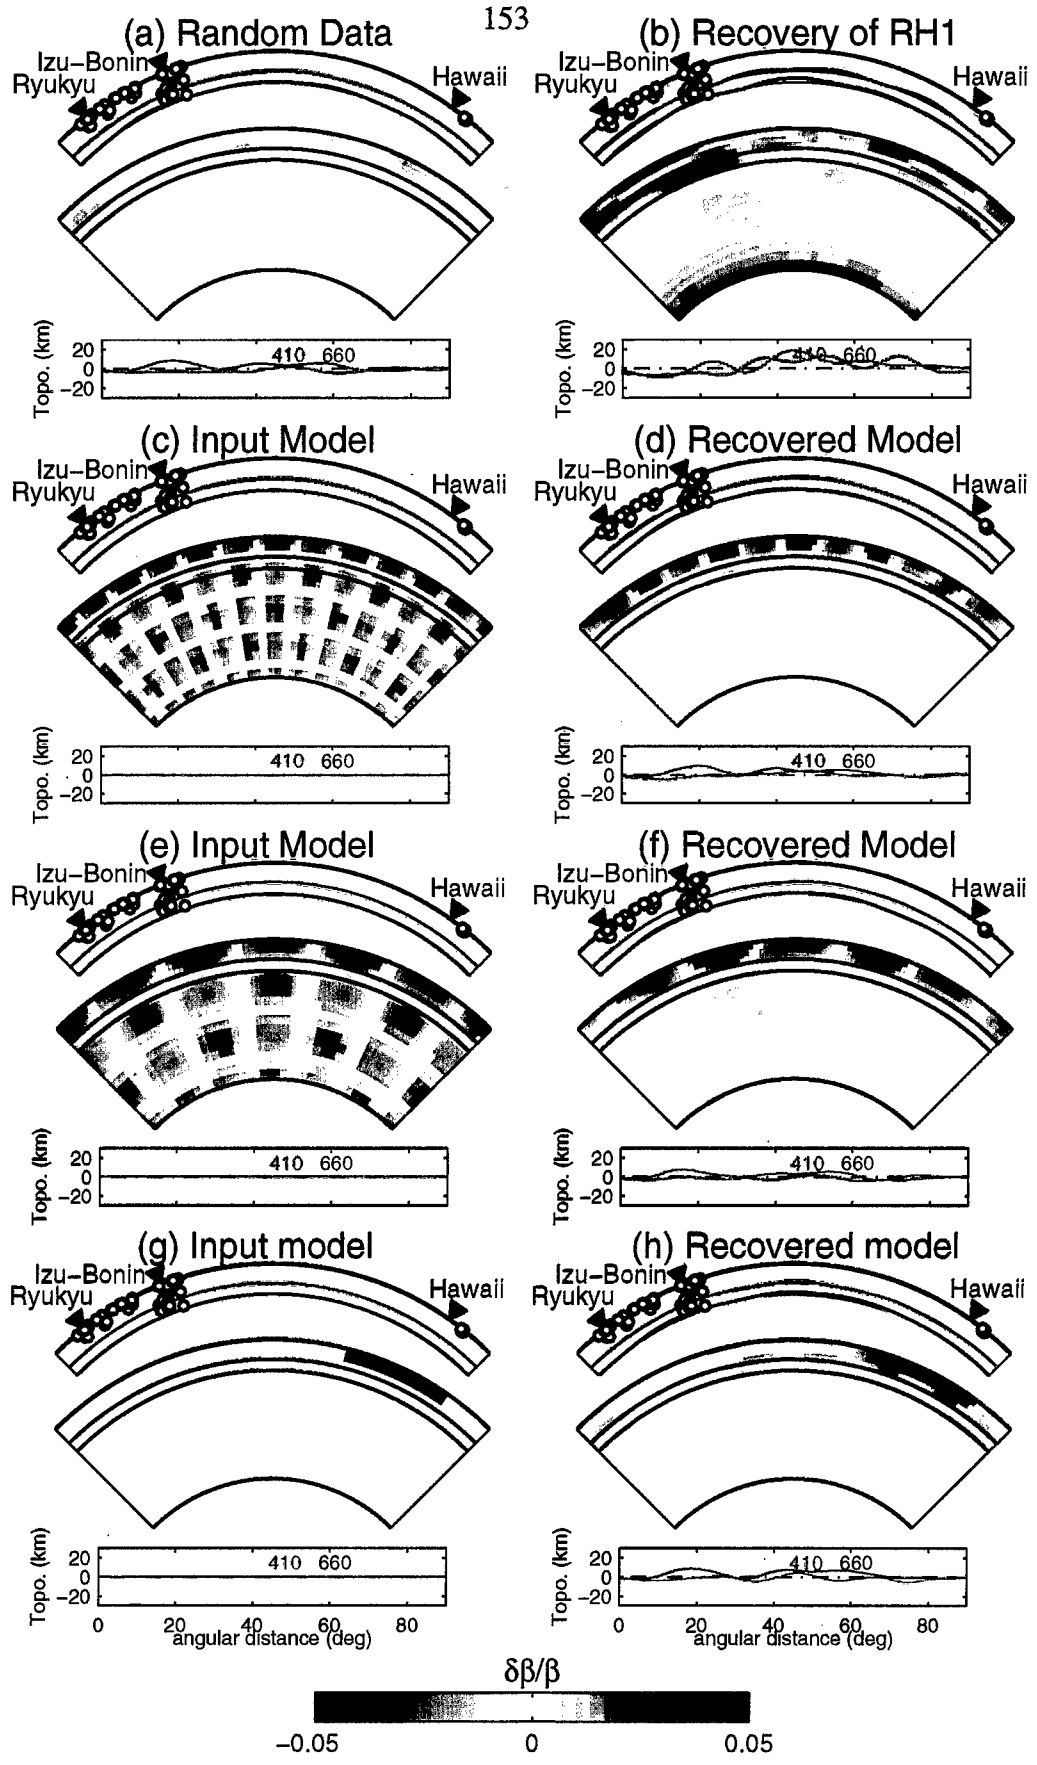 153
(a) Random Data
Izu−Bonin
Ryukyu
Hawaii
Topo. (km)
20
0
−20
410 660
(b) Recovery of RH1
Izu−Bonin
Ryukyu
Hawaii
Topo. (km)
20
0
−20
410 660
(c) Input Model
Izu−Bonin
Ryukyu
Hawaii
Topo. (km)
20
0
−20
410 660
(d) Recovered Model
Izu−Bonin
Ryukyu
Hawaii
Topo. (km)
20
0
−20
410 660
(e) Input Model
Izu−Bonin
Ryukyu
Hawaii
Topo. (km)
20
0
−20
410 660
(f) Recovered Model
Izu−Bonin
Ryukyu
Hawaii
Topo. (km)
20
0
−20
410 660
(g) Input model
Izu−Bonin
Ryukyu
Hawaii
Topo. (km)
20
0
−20
410 660
0 20 40 60 80
angular distance (deg)
(h) Recovered model
Izu−Bonin
Ryukyu
Hawaii
Topo. (km)
20
0
−20
410 660
0 20 40 60 80
angular distance (deg)
δβ/β
−0.05 0 0.05